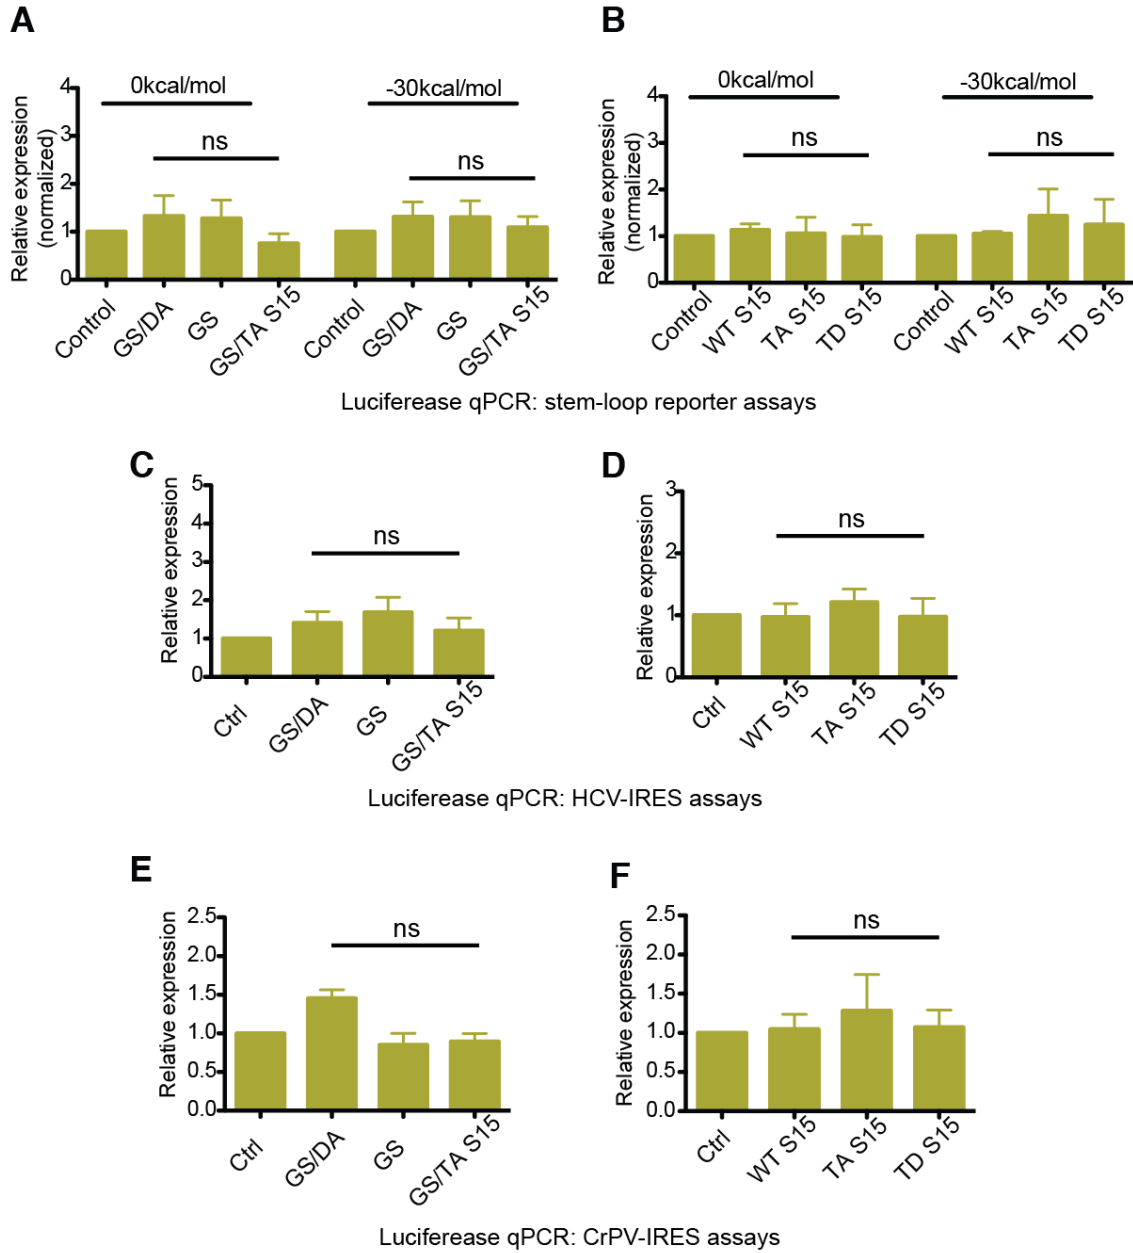 A
B
0kcal/mol
-30kcal/mol
ns
ns
Relative expression
(normalized)
4
3
2
1
0
Control
GS/DA
GS
GS/TA S15
Control
GS/DA
GS
GS/TA S15
0kcal/mol
-30kcal/mol
ns
ns
Relative expression
(normalized)
4
3
2
1
0
Control
WT S15
TA S15
TD S15
Control
WT S15
TA S15
TD S15
Luciferease qPCR: stem-loop reporter assays
C
ns
Relative expression
5
4
3
2
1
0
Ctrl
GS/DA
GS
GS/TA S15
D
ns
Relative expression
3
2
1
0
Ctrl
WT S15
TA S15
TD S15
Luciferease qPCR: HCV-IRES assays
E
ns
Relative expression
2.5
2.0
1.5
1.0
0.5
0.0
Ctrl
GS/DA
GS
GS/TA S15
F
ns
Relative expression
2.5
2.0
1.5
1.0
0.5
0.0
Ctrl
WT S15
TA S15
TD S15
Luciferease qPCR: CrPV-IRES assays